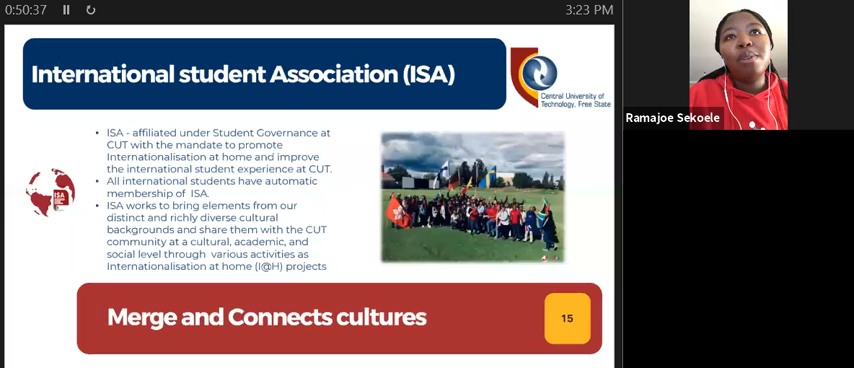 0:50:37
3:23 PM
International student Association (ISA)
Central University of
Technology, Free State
• ISA - affiliated under Student Governance at
CUT with the mandate to promote
Internationalisation at home and improve
the international student experience at CUT.
• All international students have automatic
membership of ISA.
• ISA works to bring elements from our
distinct and richly diverse cultural
backgrounds and share them with the CUT
community at a cultural, academic, and
social level through various activities as
Internationalisation at home (I@H) projects
ISA
Merge and Connects cultures
15
Ramajoe Sekoele